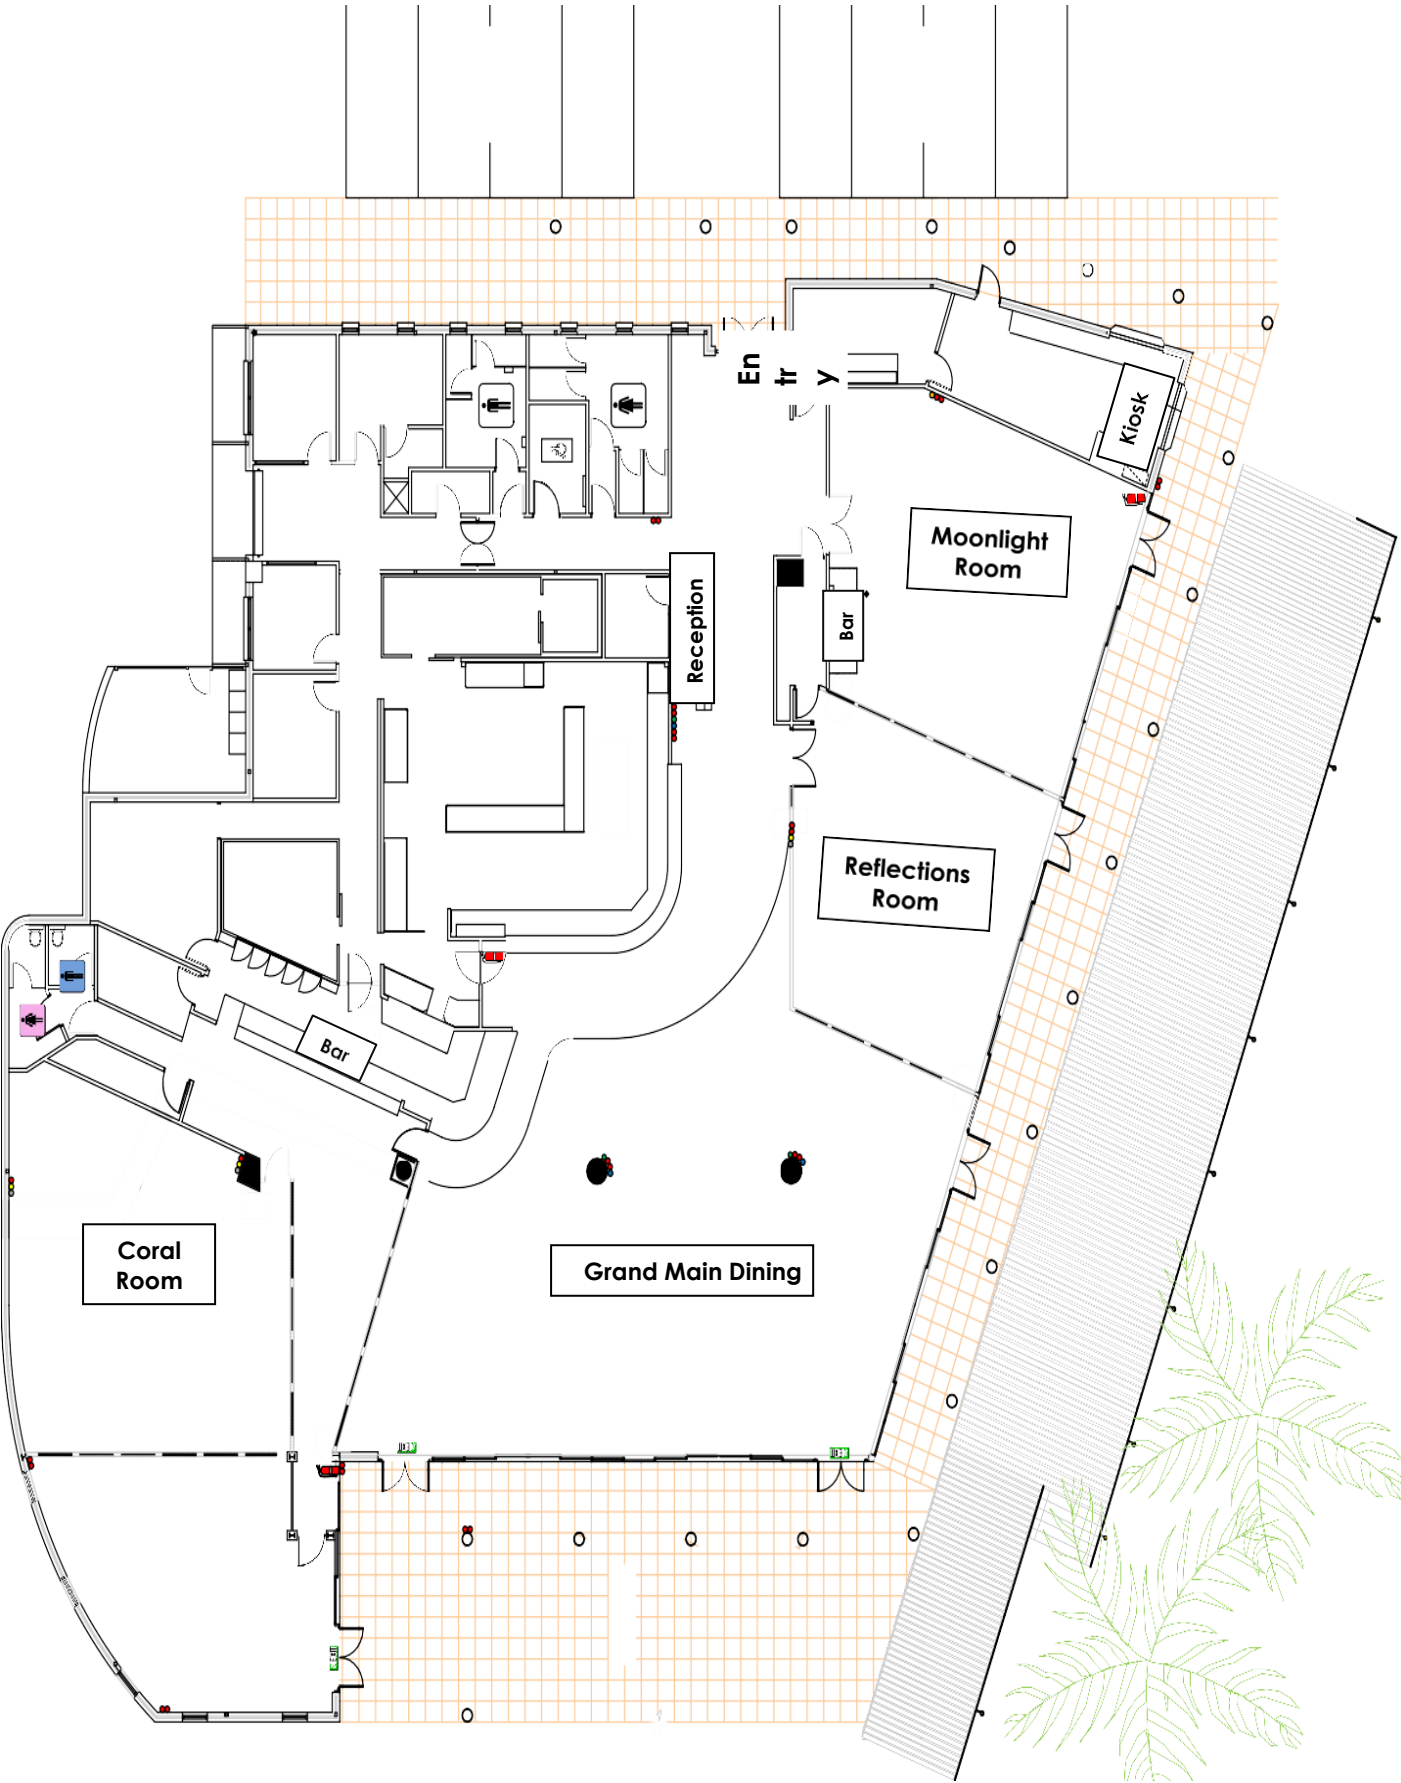 En
tr
y
Kiosk
Moonlight
Room
Reception
Bar
Reflections
Room
Bar
Coral
Room
Grand Main Dining